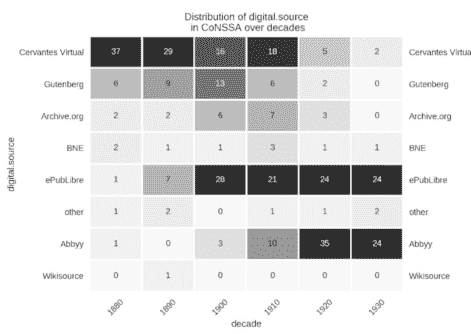 Distribution of digital.source
in CoNSSA over decades
Cervantes Virtual 37 29 16 18 5 2 Cervantes Virtua
Gutenberg 6 9 13 6 2 0 Gutenberg
Archive.org 2 2 6 7 3 0 Archive.org
BNE 2 1 1 3 1 1 BNE
ePubLibre 1 7 28 21 24 24 ePubLibre
other 1 2 0 1 1 2 other
Abbyy 1 0 3 10 35 24 Abbyy
Wikisource 0 1 0 0 0 0 Wikisource
digital.source
1880 1890 1900 1910 1920 1930
decade